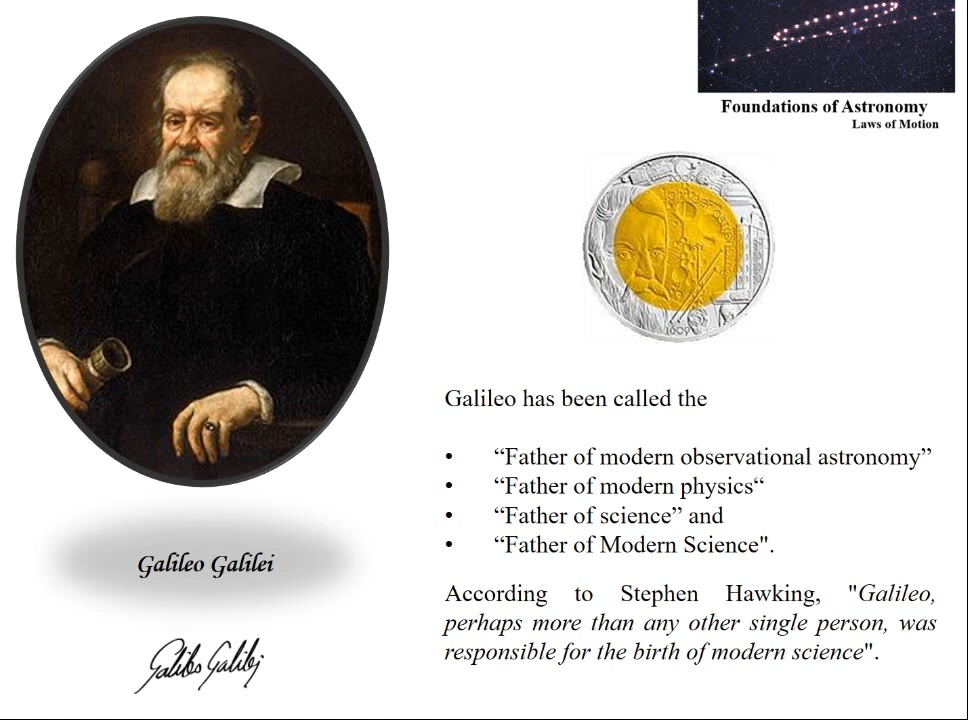 Foundations of Astronomy
Laws of Motion
1609
Galileo has been called the
• “Father of modern observational astronomy”
• “Father of modern physics“
• “Father of science” and
• “Father of Modern Science".
According to Stephen Hawking, "Galileo,
perhaps more than any other single person, was
responsible for the birth of modern science".
Galileo Galilei
Galileo Galilei